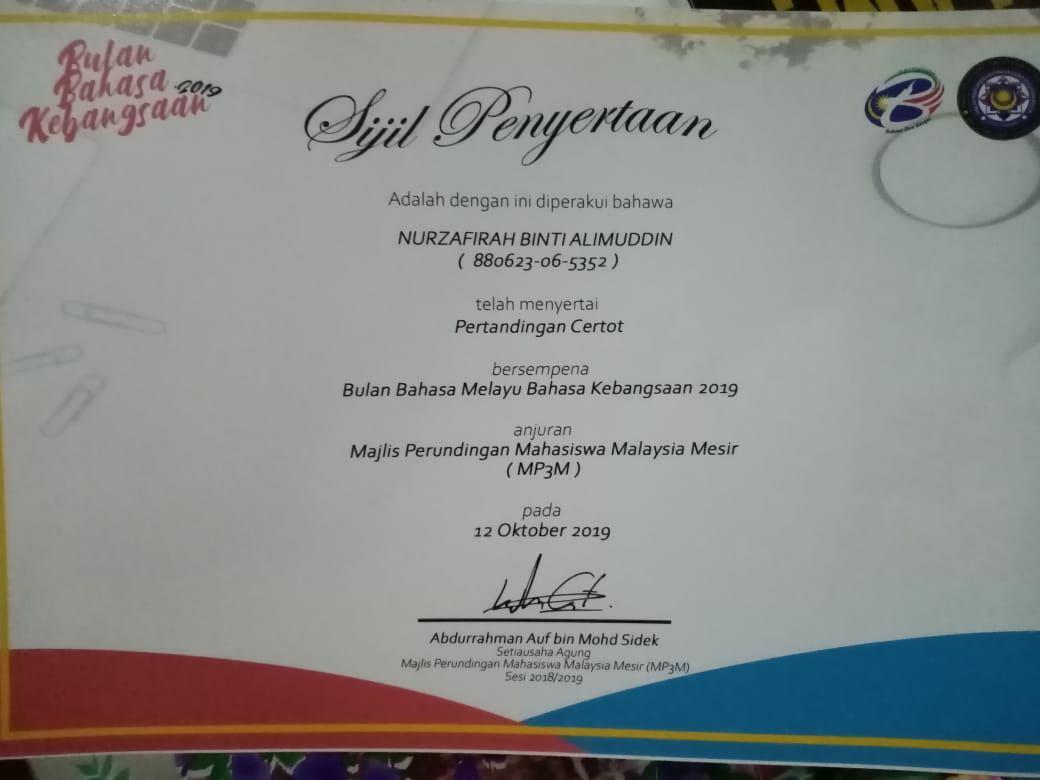 Bulan
Bahasa 2019
Kebangsaan
Sijil Penyertaan
Adalah dengan ini diperakui bahawa
NURZAFIRAH BINTI ALIMUDDIN
( 880623-06-5352 )
telah menyertai
Pertandingan Certot
bersempena
Bulan Bahasa Melayu Bahasa Kebangsaan 2019
anjuran
Majlis Perundingan Mahasiswa Malaysia Mesir
( MP3M )
pada
12 Oktober 2019
Abdurrahman Auf bin Mohd Sidek
Setiausaha Agung
Majlis Perundingan Mahasiswa Malaysia Mesir (MP3M)
Sesi 2018/2019